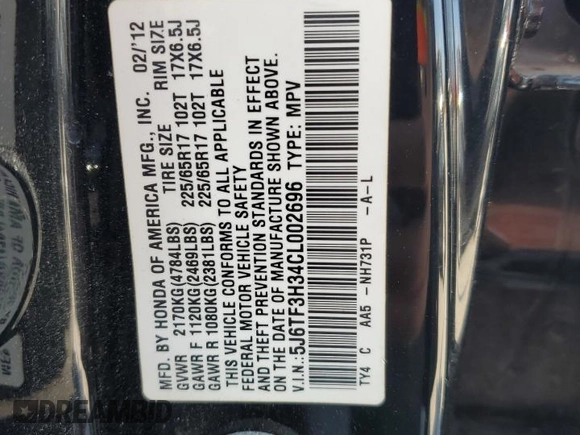 MFD. BY HONDA OF AMERICA MFG., INC. 02/'12
TIRE SIZE RIM SIZE
GVWR 2170KG(4784LBS)
GAWR F 1120KG(2469LBS) 225/65R17 102T 17X6.5J
GAWR R 1080KG(2381LBS) 225/65R17 102T 17X6.5J
THIS VEHICLE CONFORMS TO ALL APPLICABLE
FEDERAL MOTOR VEHICLE SAFETY
AND THEFT PREVENTION STANDARDS IN EFFECT
ON THE DATE OF MANUFACTURE SHOWN ABOVE.
V.I.N.:5J6TF3H34CL002696 TYPE: MPV
TY4 C AA5 -NH731P -A-L
DREAMBID